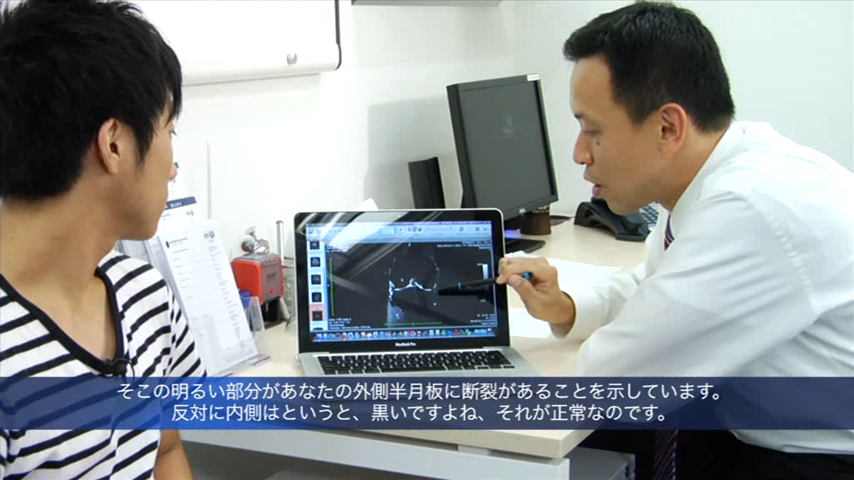 そこの明るい部分があなたの外側半月板に断裂があることを示しています。
反対に内側はというと、黒いですよね、それが正常なのです。
MacBook Pro